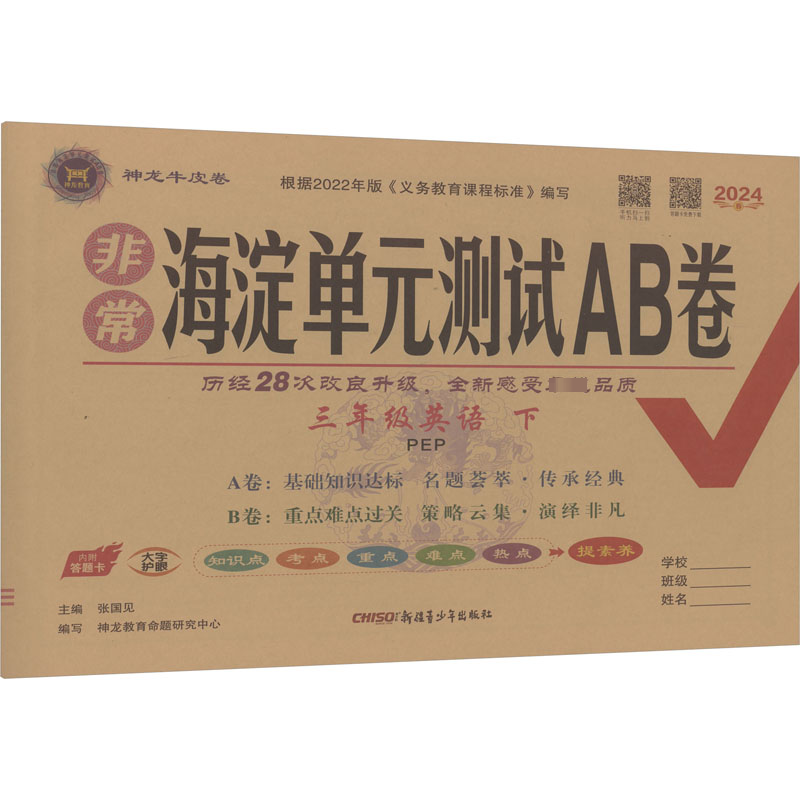 神龙教育
神龙牛皮卷
根据2022年版《义务教育课程标准》编写
2024
非常
海淀单元测试AB卷
历经28次改良升级,全新感受品质
三年级英语 下
PEP
A卷:基础知识达标 名题荟萃·传承经典
B卷:重点难点过关 策略云集·演绎非凡
内附
答题卡
大字
护眼
知识点 考点 重点 难点 热点 提素养
学校
班级
姓名
主编 张国见
编写 神龙教育命题研究中心
CHISO 新疆青少年出版社